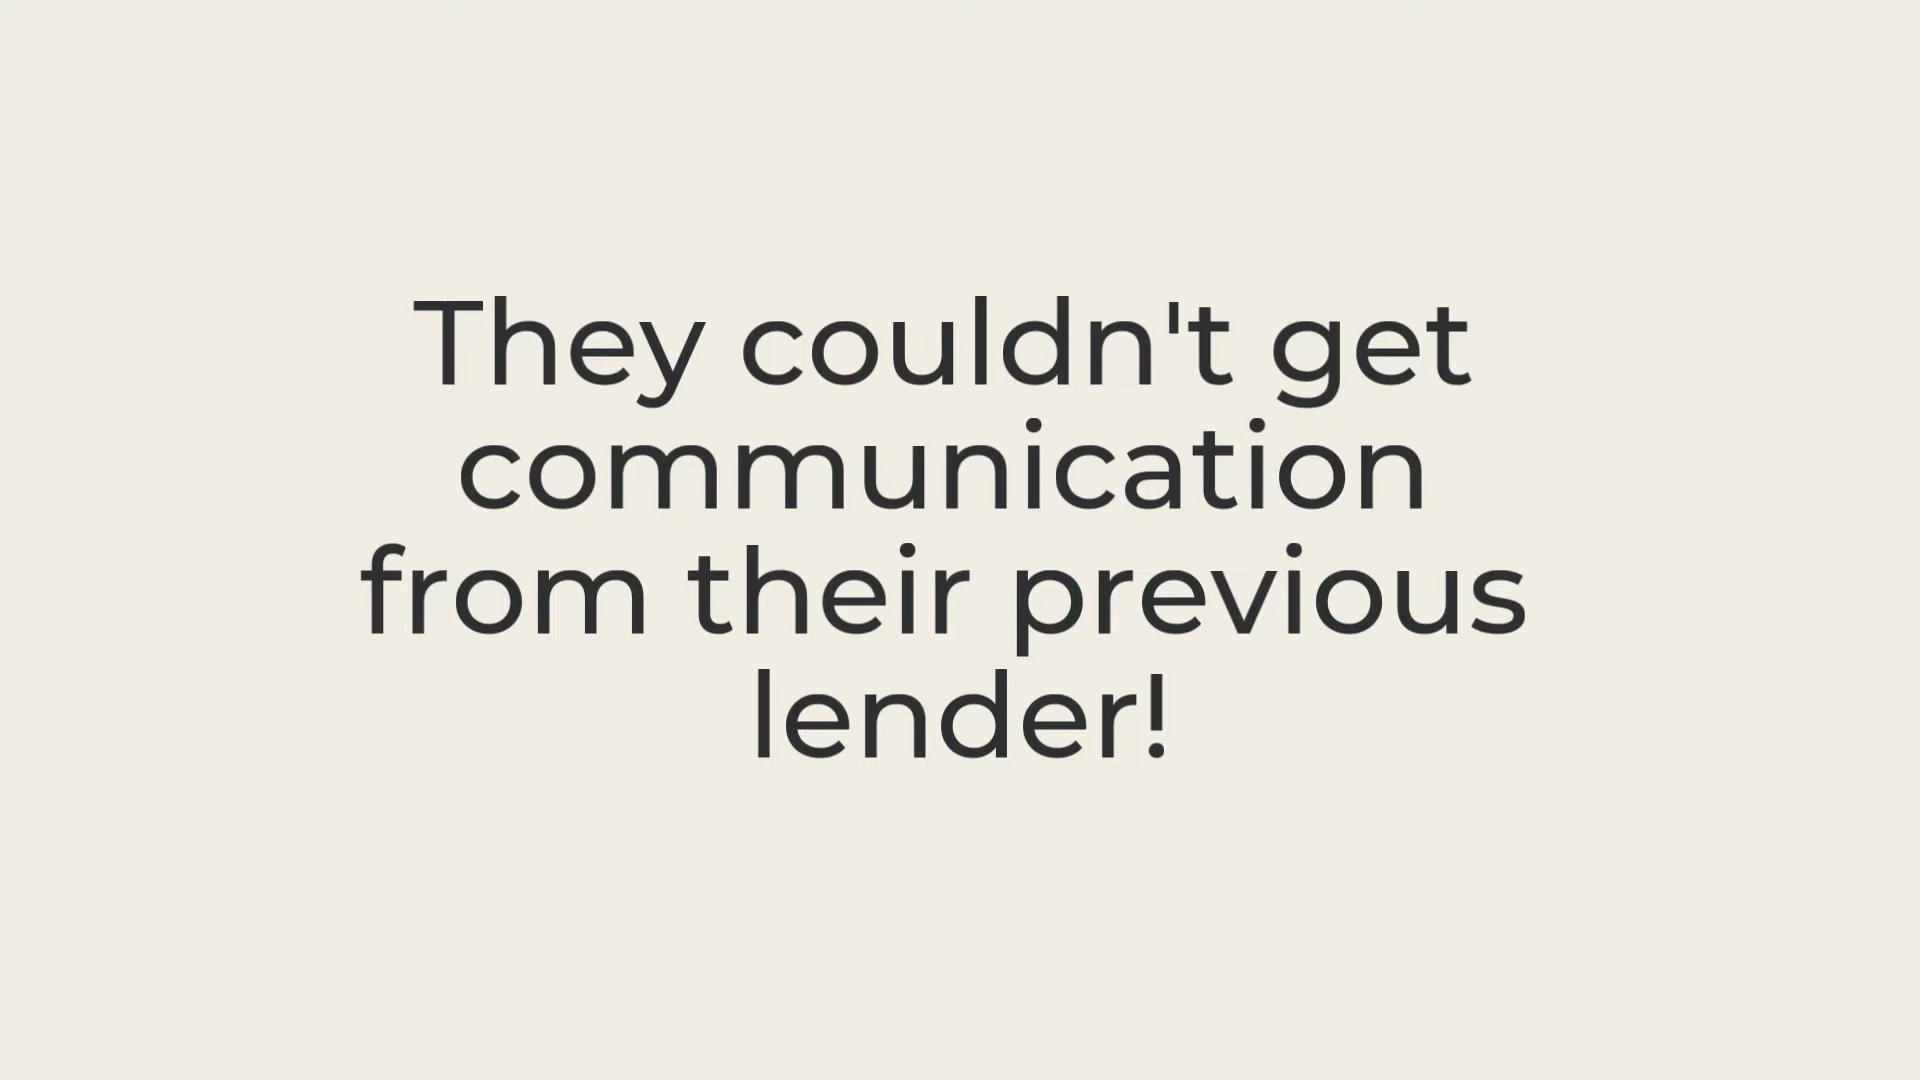 They couldn't get
communication
from their previous
lender!